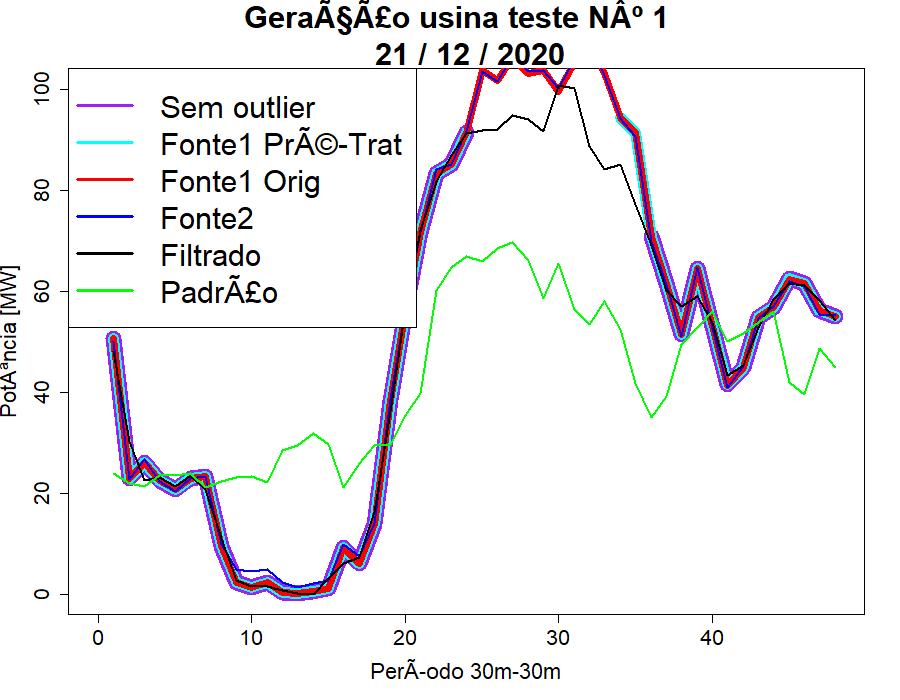 GeraÃ§Ã£o usina teste NÂº 1
21 / 12 / 2020
PotÃªncia [MW]
100
80
60
40
20
0
Sem outlier
Fonte1 PrÃ©-Trat
Fonte1 Orig
Fonte2
Filtrado
PadrÃ£o
0 10 20 30 40
PerÃ-odo 30m-30m